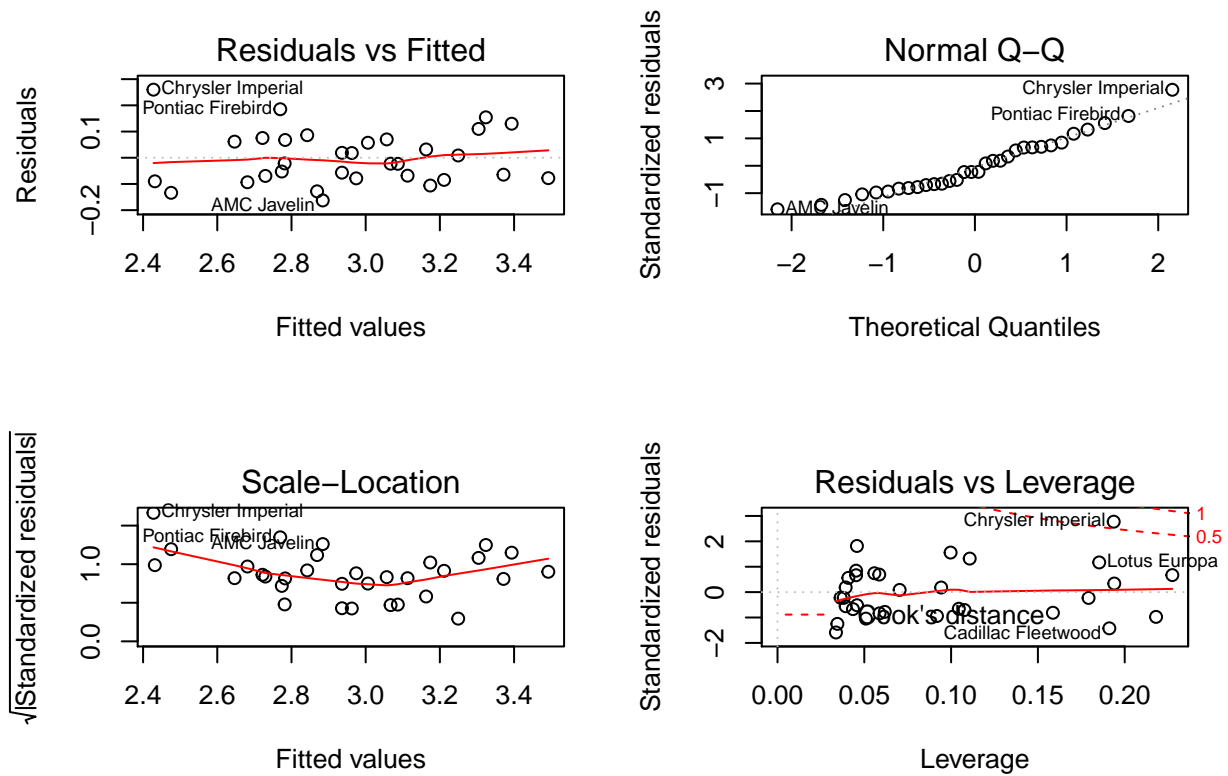 Residuals vs Fitted
Residuals
0.1
−0.2
Chrysler Imperial
Pontiac Firebird
AMC Javelin
2.4 2.6 2.8 3.0 3.2 3.4
Fitted values
Normal Q−Q
Standardized residuals
3
1
−1
Chrysler Imperial
Pontiac Firebird
AMC Javelin
−2 −1 0 1 2
Theoretical Quantiles
Scale−Location
√|Standardized residuals|
1.0
0.0
Chrysler Imperial
Pontiac Firebird
AMC Javelin
2.4 2.6 2.8 3.0 3.2 3.4
Fitted values
Residuals vs Leverage
Standardized residuals
2
0
−2
Chrysler Imperial
1
0.5
Lotus Europa
Cook's distance
Cadillac Fleetwood
0.00 0.05 0.10 0.15 0.20
Leverage